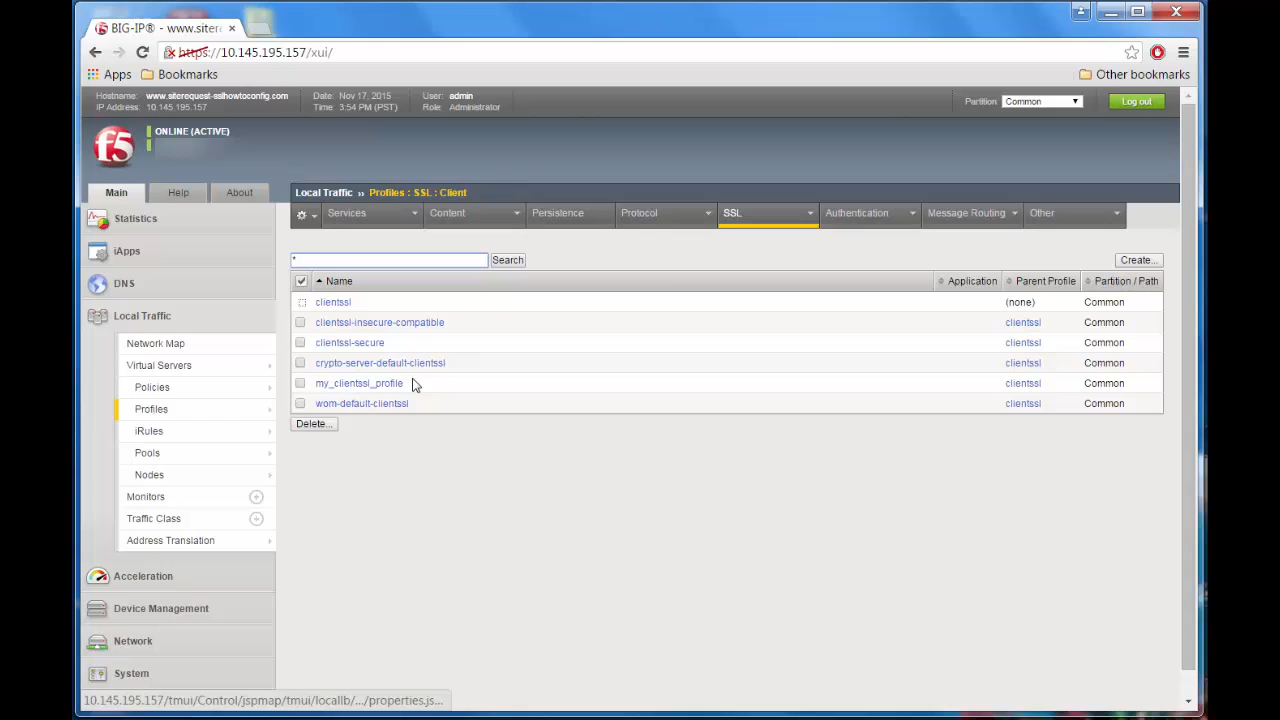 BIG-IP® - www.sitere
https://10.145.195.157/xui/
Apps Bookmarks Other bookmarks
Hostname: www.siterequest-sslhowtoconfig.com Date: Nov 17, 2015 User: admin
IP Address: 10.145.195.157 Time: 3:54 PM (PST) Role: Administrator
Partition: Common Log out
f5
ONLINE (ACTIVE)
Main Help About
Local Traffic ›› Profiles : SSL : Client
Services Content Persistence Protocol SSL Authentication Message Routing Other
Statistics
iApps
DNS
Local Traffic
Network Map
Virtual Servers
Policies
Profiles
iRules
Pools
Nodes
Monitors
Traffic Class
Address Translation
Acceleration
Device Management
Network
System
* Search Create...
Name Application Parent Profile Partition / Path
clientssl (none) Common
clientssl-insecure-compatible clientssl Common
clientssl-secure clientssl Common
crypto-server-default-clientssl clientssl Common
my_clientssl_profile clientssl Common
wom-default-clientssl clientssl Common
Delete...
10.145.195.157/tmui/Control/jspmap/tmui/locallb/.../properties.js...